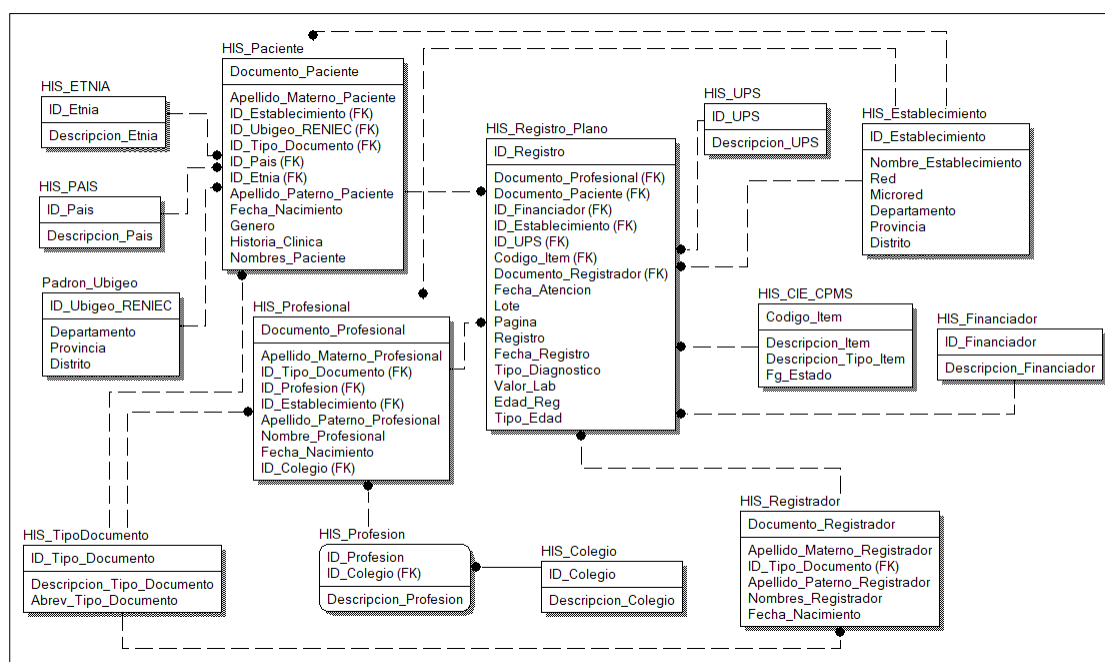 HIS_Paciente
Documento_Paciente
Apellido_Materno_Paciente
ID_Establecimiento (FK)
ID_Ubigeo_RENIEC (FK)
ID_Tipo_Documento (FK)
ID_Pais (FK)
ID_Etnia (FK)
Apellido_Paterno_Paciente
Fecha_Nacimiento
Genero
Historia_Clinica
Nombres_Paciente
HIS_ETNIA
ID_Etnia
Descripcion_Etnia
HIS_PAIS
ID_Pais
Descripcion_Pais
Padron_Ubigeo
ID_Ubigeo_RENIEC
Departamento
Provincia
Distrito
HIS_Registro_Plano
ID_Registro
Documento_Profesional (FK)
Documento_Paciente (FK)
ID_Financiador (FK)
ID_Establecimiento (FK)
ID_UPS (FK)
Codigo_Item (FK)
Documento_Registrador (FK)
Fecha_Atencion
Lote
Pagina
Registro
Fecha_Registro
Tipo_Diagnostico
Valor_Lab
Edad_Reg
Tipo_Edad
HIS_UPS
ID_UPS
Descripcion_UPS
HIS_Establecimiento
ID_Establecimiento
Nombre_Establecimiento
Red
Microred
Departamento
Provincia
Distrito
HIS_Profesional
Documento_Profesional
Apellido_Materno_Profesional
ID_Tipo_Documento (FK)
ID_Profesion (FK)
ID_Establecimiento (FK)
Apellido_Paterno_Profesional
Nombre_Profesional
Fecha_Nacimiento
ID_Colegio (FK)
HIS_CIE_CPMS
Codigo_Item
Descripcion_Item
Descripcion_Tipo_Item
Fg_Estado
HIS_Financiador
ID_Financiador
Descripcion_Financiador
HIS_TipoDocumento
ID_Tipo_Documento
Descripcion_Tipo_Documento
Abrev_Tipo_Documento
HIS_Profesion
ID_Profesion
ID_Colegio (FK)
Descripcion_Profesion
HIS_Colegio
ID_Colegio
Descripcion_Colegio
HIS_Registrador
Documento_Registrador
Apellido_Materno_Registrador
ID_Tipo_Documento (FK)
Apellido_Paterno_Registrador
Nombres_Registrador
Fecha_Nacimiento